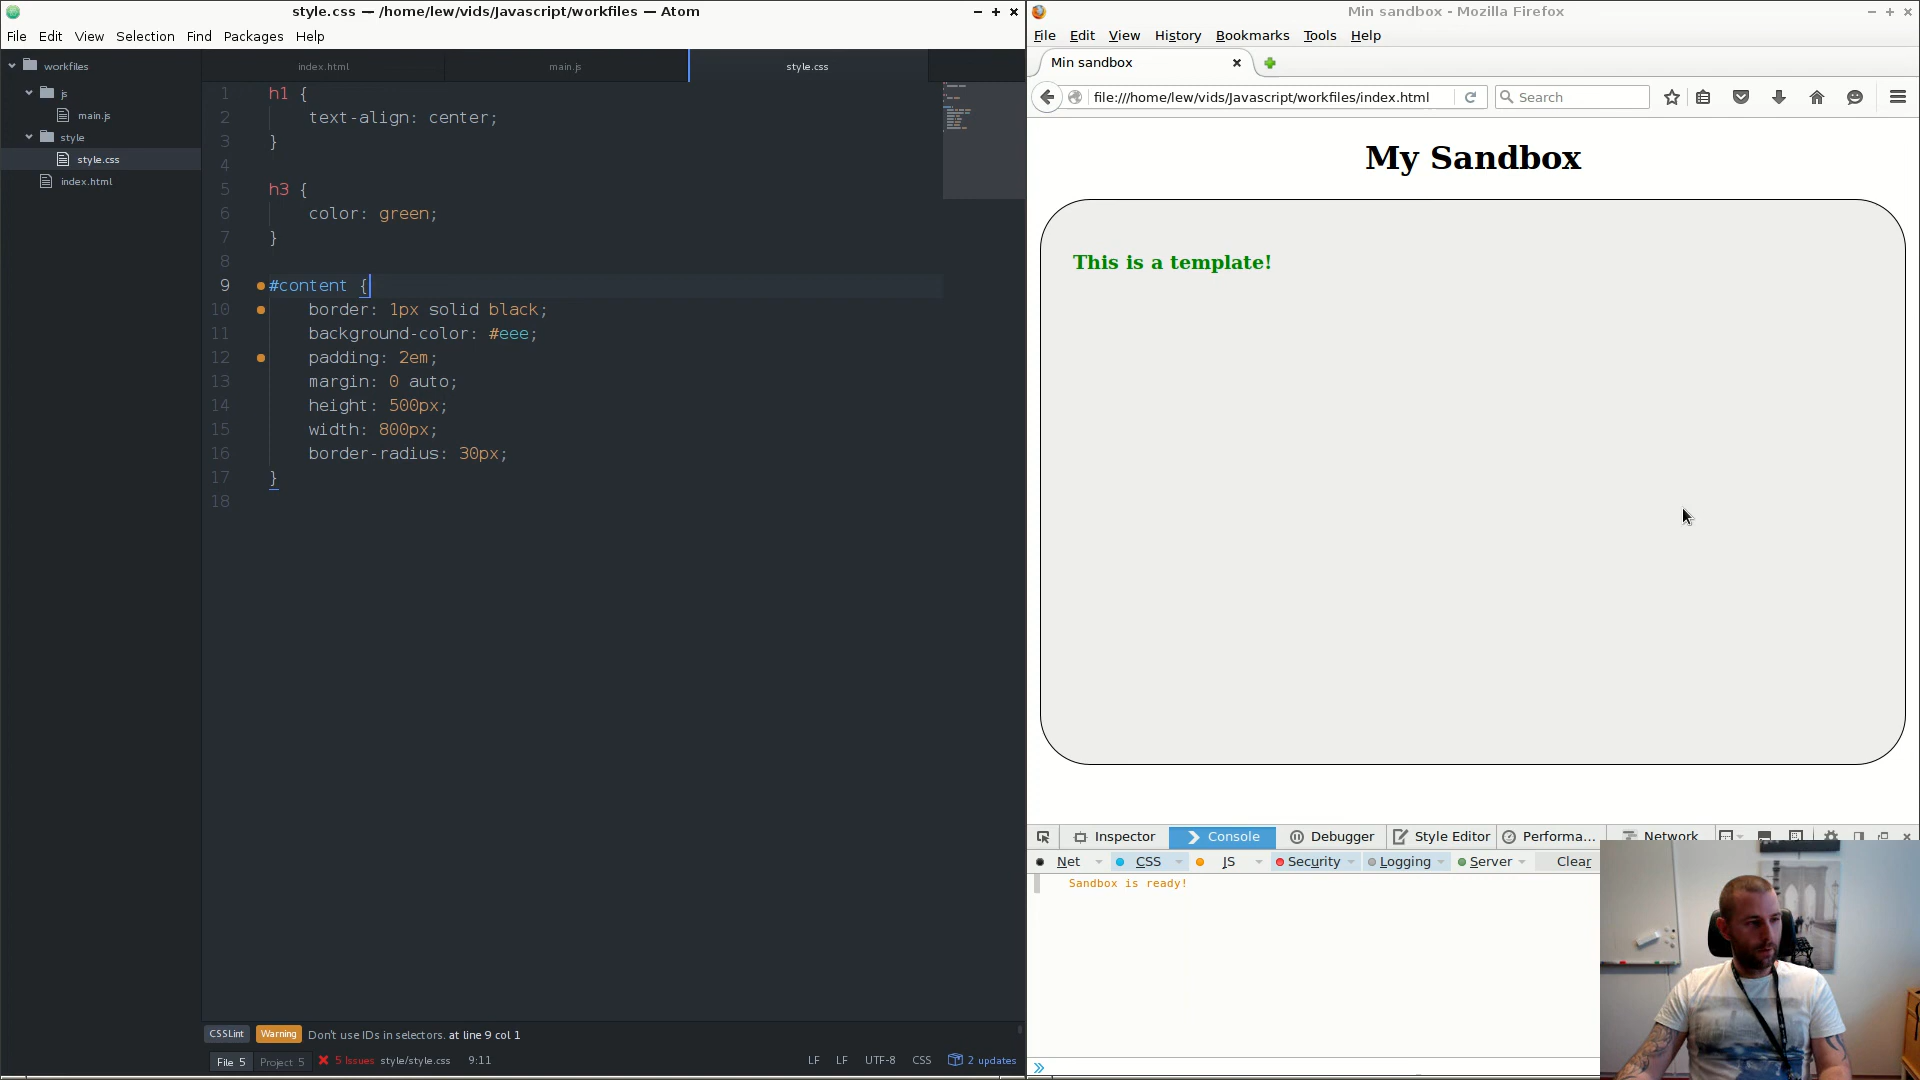 style.css — /home/lew/vids/Javascript/workfiles — Atom
File Edit View Selection Find Packages Help
workfiles
js
main.js
style
style.css
index.html
index.html main.js style.css
1 h1 {
2 text-align: center;
3 }
4
5 h3 {
6 color: green;
7 }
8
9 #content {
10 border: 1px solid black;
11 background-color: #eee;
12 padding: 2em;
13 margin: 0 auto;
14 height: 500px;
15 width: 800px;
16 border-radius: 30px;
17 }
18
CSSLint Warning Don't use IDs in selectors. at line 9 col 1
File 5 Project 5 5 Issues style/style.css 9:11 LF LF UTF-8 CSS 2 updates
Min sandbox - Mozilla Firefox
File Edit View History Bookmarks Tools Help
Min sandbox
file:///home/lew/vids/Javascript/workfiles/index.html Search
My Sandbox
This is a template!
Inspector Console Debugger Style Editor Performa... Network
Net CSS JS Security Logging Server Clear
Sandbox is ready!